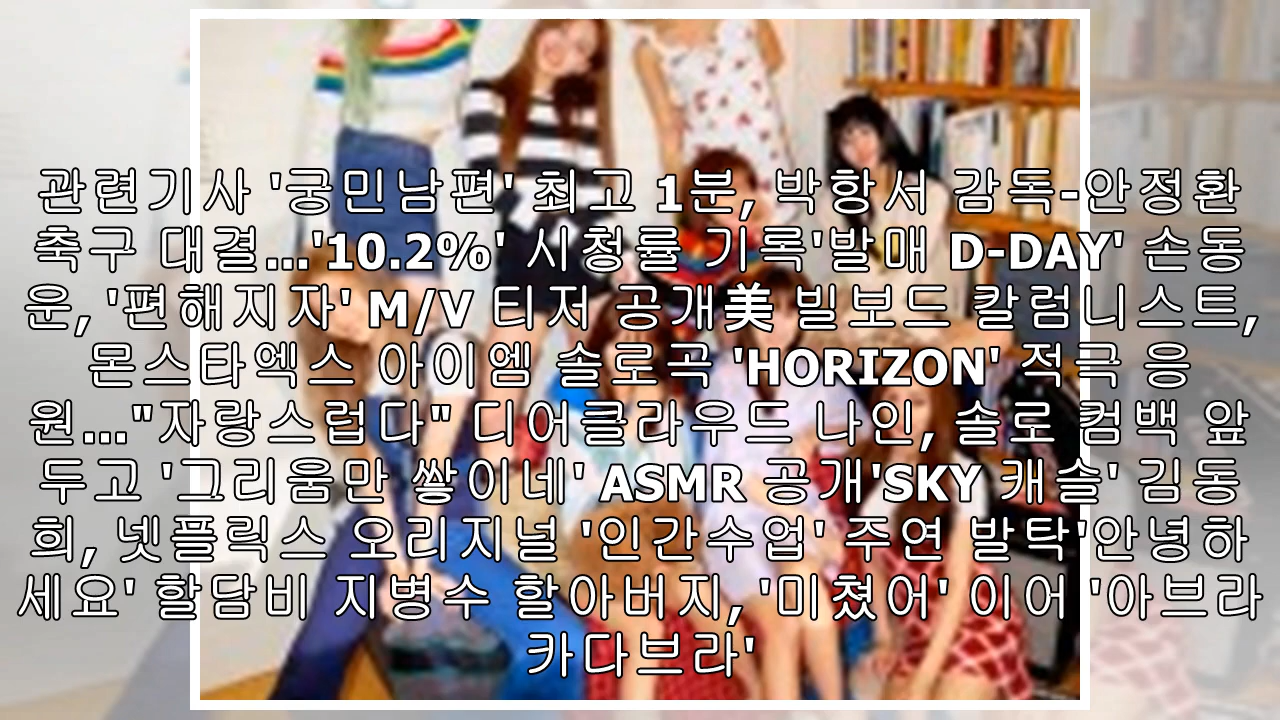 관련기사 '궁민남편' 최고 1분, 박항서 감독-안정환
축구 대결...'10.2%' 시청률 기록'발매 D-DAY' 손동
운, '편해지자' M/V 티저 공개美 빌보드 칼럼니스트,
몬스타엑스 아이엠 솔로곡 'HORIZON' 적극 응
원..."자랑스럽다" 디어클라우드 나인, 솔로 컴백 앞
두고 '그리움만 쌓이네' ASMR 공개'SKY 캐슬' 김동
희, 넷플릭스 오리지널 '인간수업' 주연 발탁'안녕하
세요' 할담비 지병수 할아버지, '미쳤어' 이어 '아브라
카다브라'